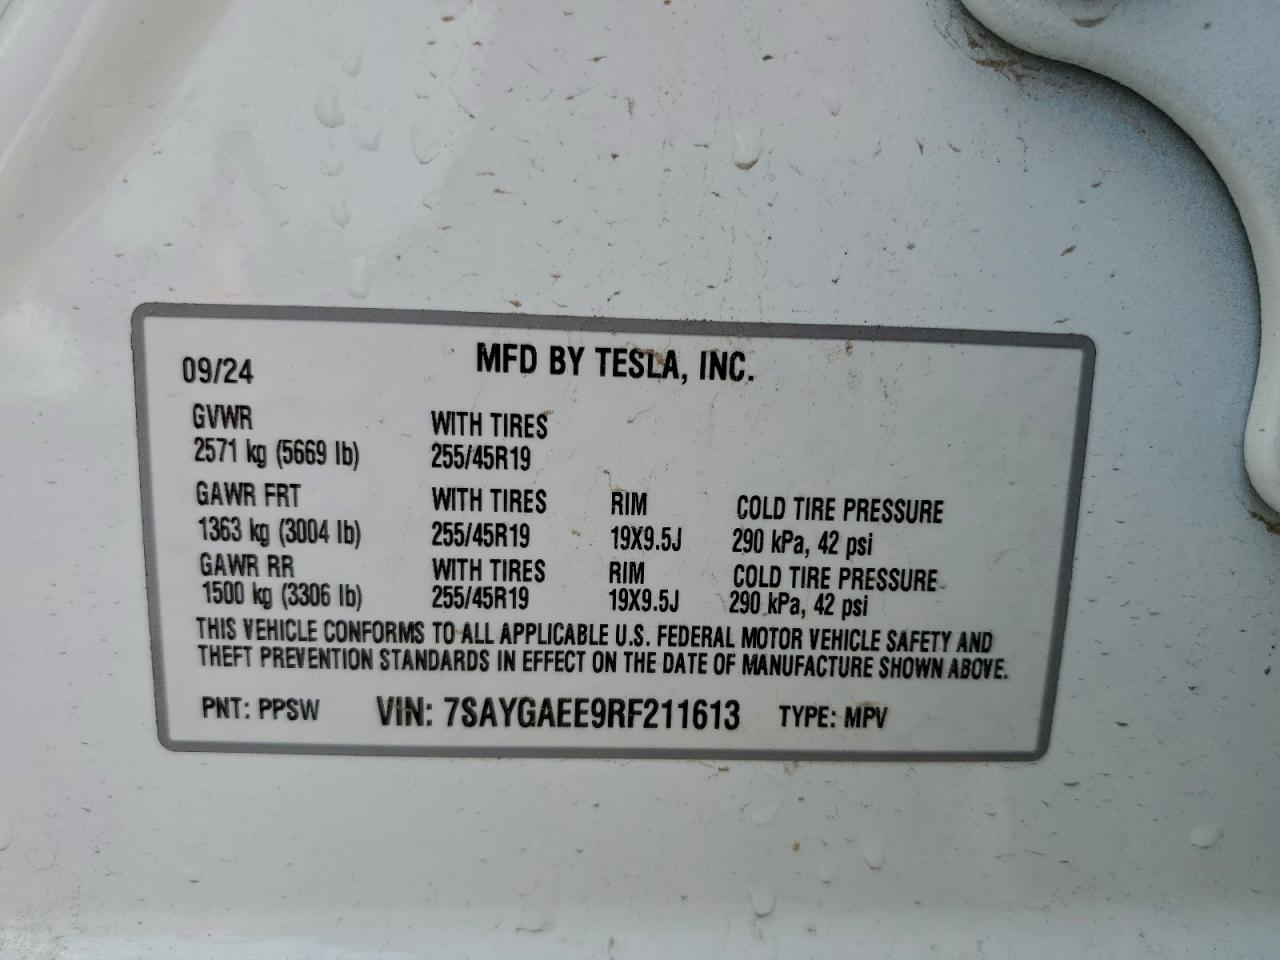 09/24 MFD BY TESLA, INC.
GVWR WITH TIRES
2571 kg (5669 lb) 255/45R19
GAWR FRT WITH TIRES RIM COLD TIRE PRESSURE
1363 kg (3004 lb) 255/45R19 19X9.5J 290 kPa, 42 psi
GAWR RR WITH TIRES RIM COLD TIRE PRESSURE
1500 kg (3306 lb) 255/45R19 19X9.5J 290 kPa, 42 psi
THIS VEHICLE CONFORMS TO ALL APPLICABLE U.S. FEDERAL MOTOR VEHICLE SAFETY AND
THEFT PREVENTION STANDARDS IN EFFECT ON THE DATE OF MANUFACTURE SHOWN ABOVE.
PNT: PPSW VIN: 7SAYGAEE9RF211613 TYPE: MPV